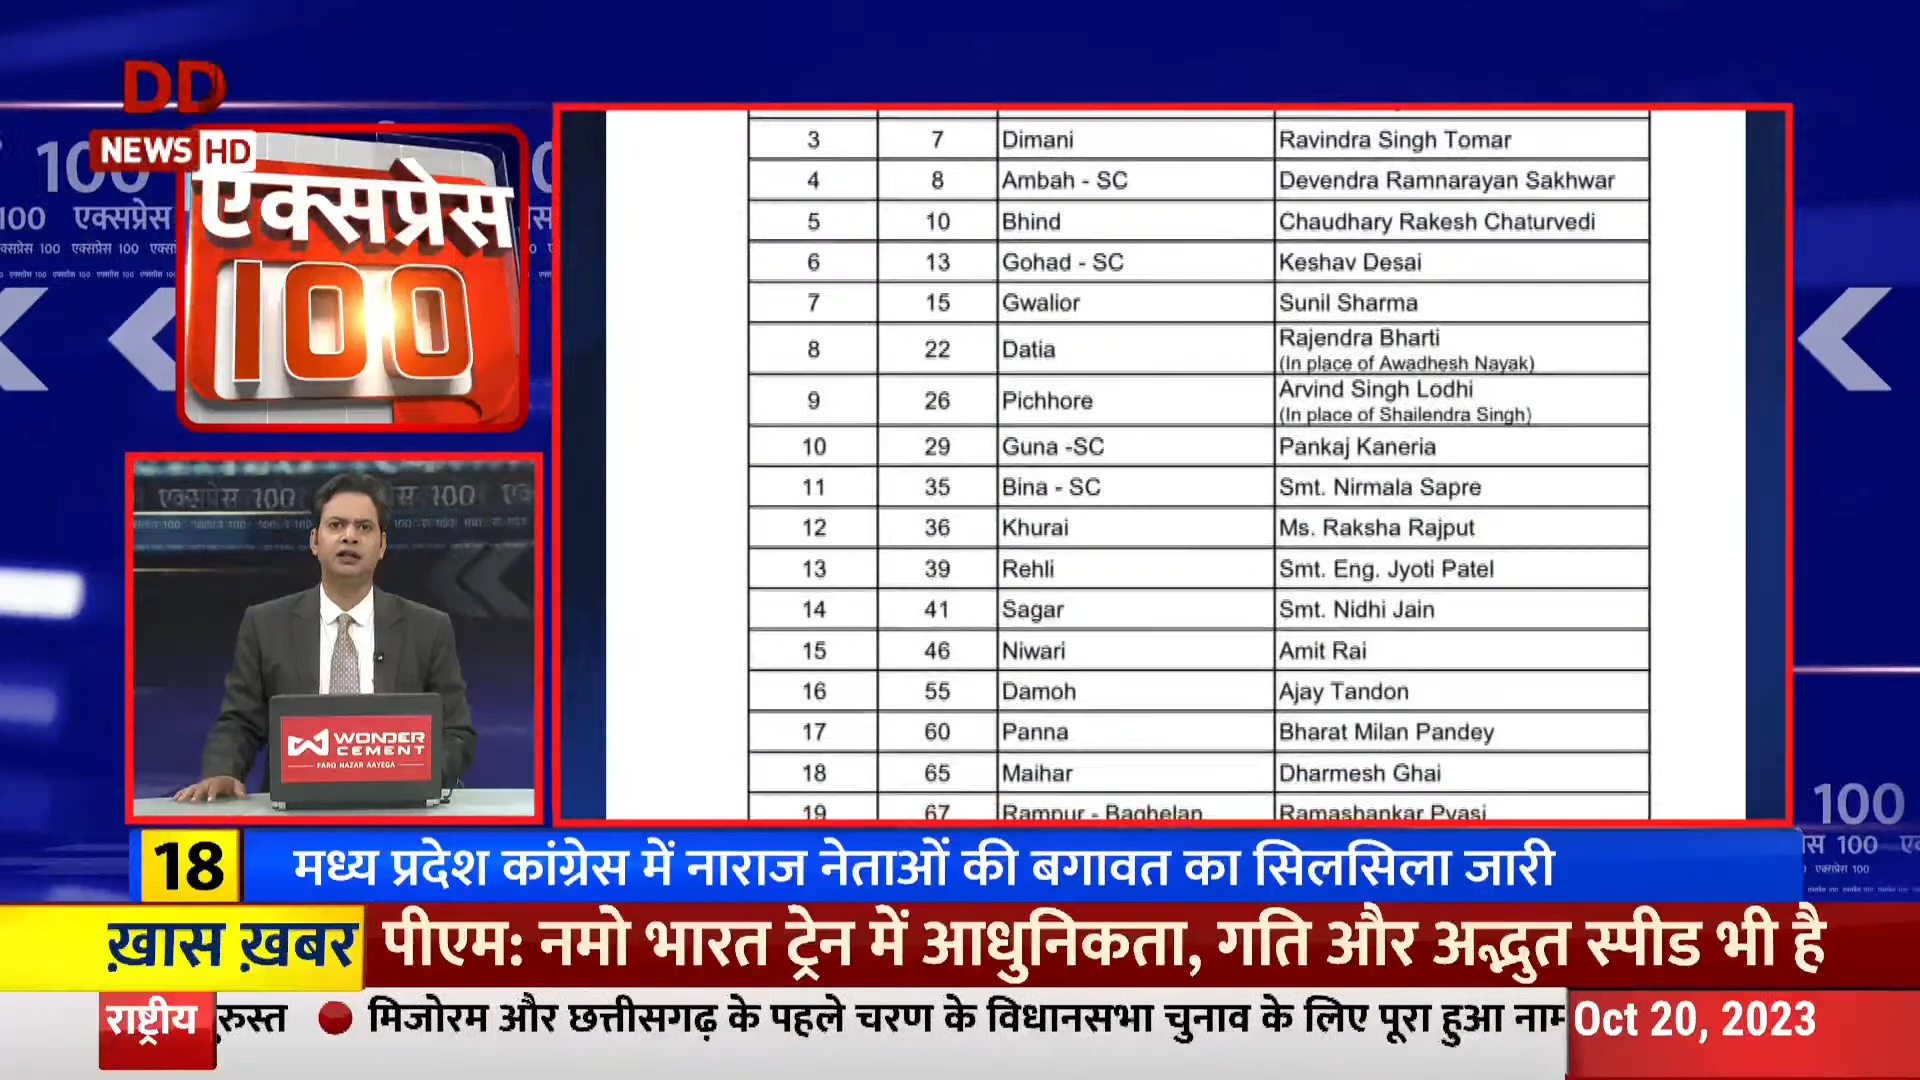 DD
NEWS HD
एक्सप्रेस
100
3 7 Dimani Ravindra Singh Tomar
4 8 Ambah - SC Devendra Ramnarayan Sakhwar
5 10 Bhind Chaudhary Rakesh Chaturvedi
6 13 Gohad - SC Keshav Desai
7 15 Gwalior Sunil Sharma
8 22 Datia Rajendra Bharti
(In place of Awadhesh Nayak)
9 26 Pichhore Arvind Singh Lodhi
(In place of Shailendra Singh)
10 29 Guna -SC Pankaj Kaneria
11 35 Bina - SC Smt. Nirmala Sapre
12 36 Khurai Ms. Raksha Rajput
13 39 Rehli Smt. Eng. Jyoti Patel
14 41 Sagar Smt. Nidhi Jain
15 46 Niwari Amit Rai
16 55 Damoh Ajay Tandon
17 60 Panna Bharat Milan Pandey
18 65 Maihar Dharmesh Ghai
19 67 Rampur - Baghelan Ramashankar Pyasi
एक्सप्रेस 100
WONDER
CEMENT
FARQ NAZAR AAYEGA
18 मध्य प्रदेश कांग्रेस में नाराज नेताओं की बगावत का सिलसिला जारी
ख़ास ख़बर पीएम: नमो भारत ट्रेन में आधुनिकता, गति और अद्भुत स्पीड भी है
राष्ट्रीय रुस्त ● मिजोरम और छत्तीसगढ़ के पहले चरण के विधानसभा चुनाव के लिए पूरा हुआ नाम
Oct 20, 2023